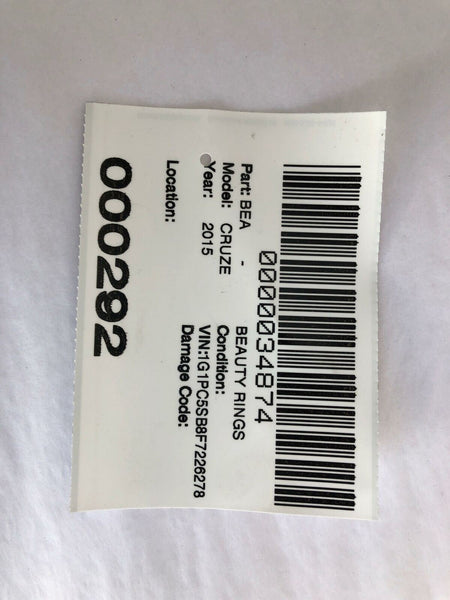 0000034874
Part: BEA - BEAUTY RINGS
Model: CRUZE Condition:
Year: 2015 VIN:1G1PC5SB8F7226278
Damage Code:
Location:
000292